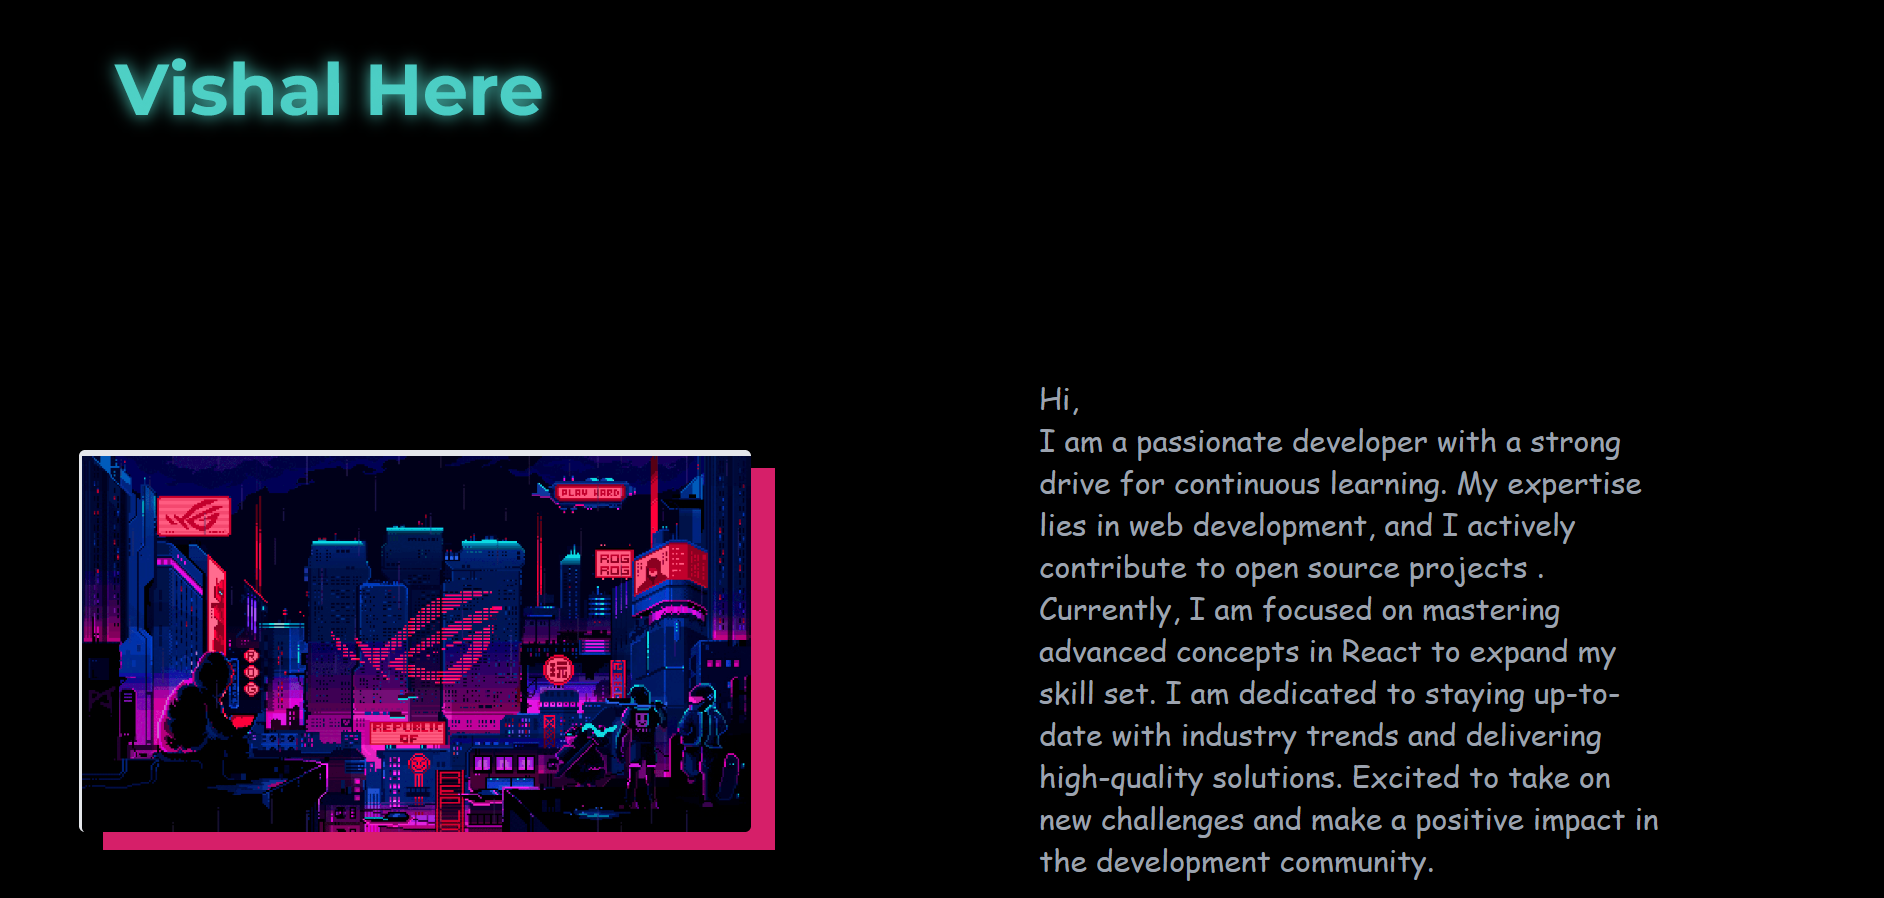 Vishal Here
PLAY HARD
ROG
ROG
R
O
G
玩
REPUBLIC
OF
Hi,
I am a passionate developer with a strong
drive for continuous learning. My expertise
lies in web development, and I actively
contribute to open source projects .
Currently, I am focused on mastering
advanced concepts in React to expand my
skill set. I am dedicated to staying up-to-
date with industry trends and delivering
high-quality solutions. Excited to take on
new challenges and make a positive impact in
the development community.